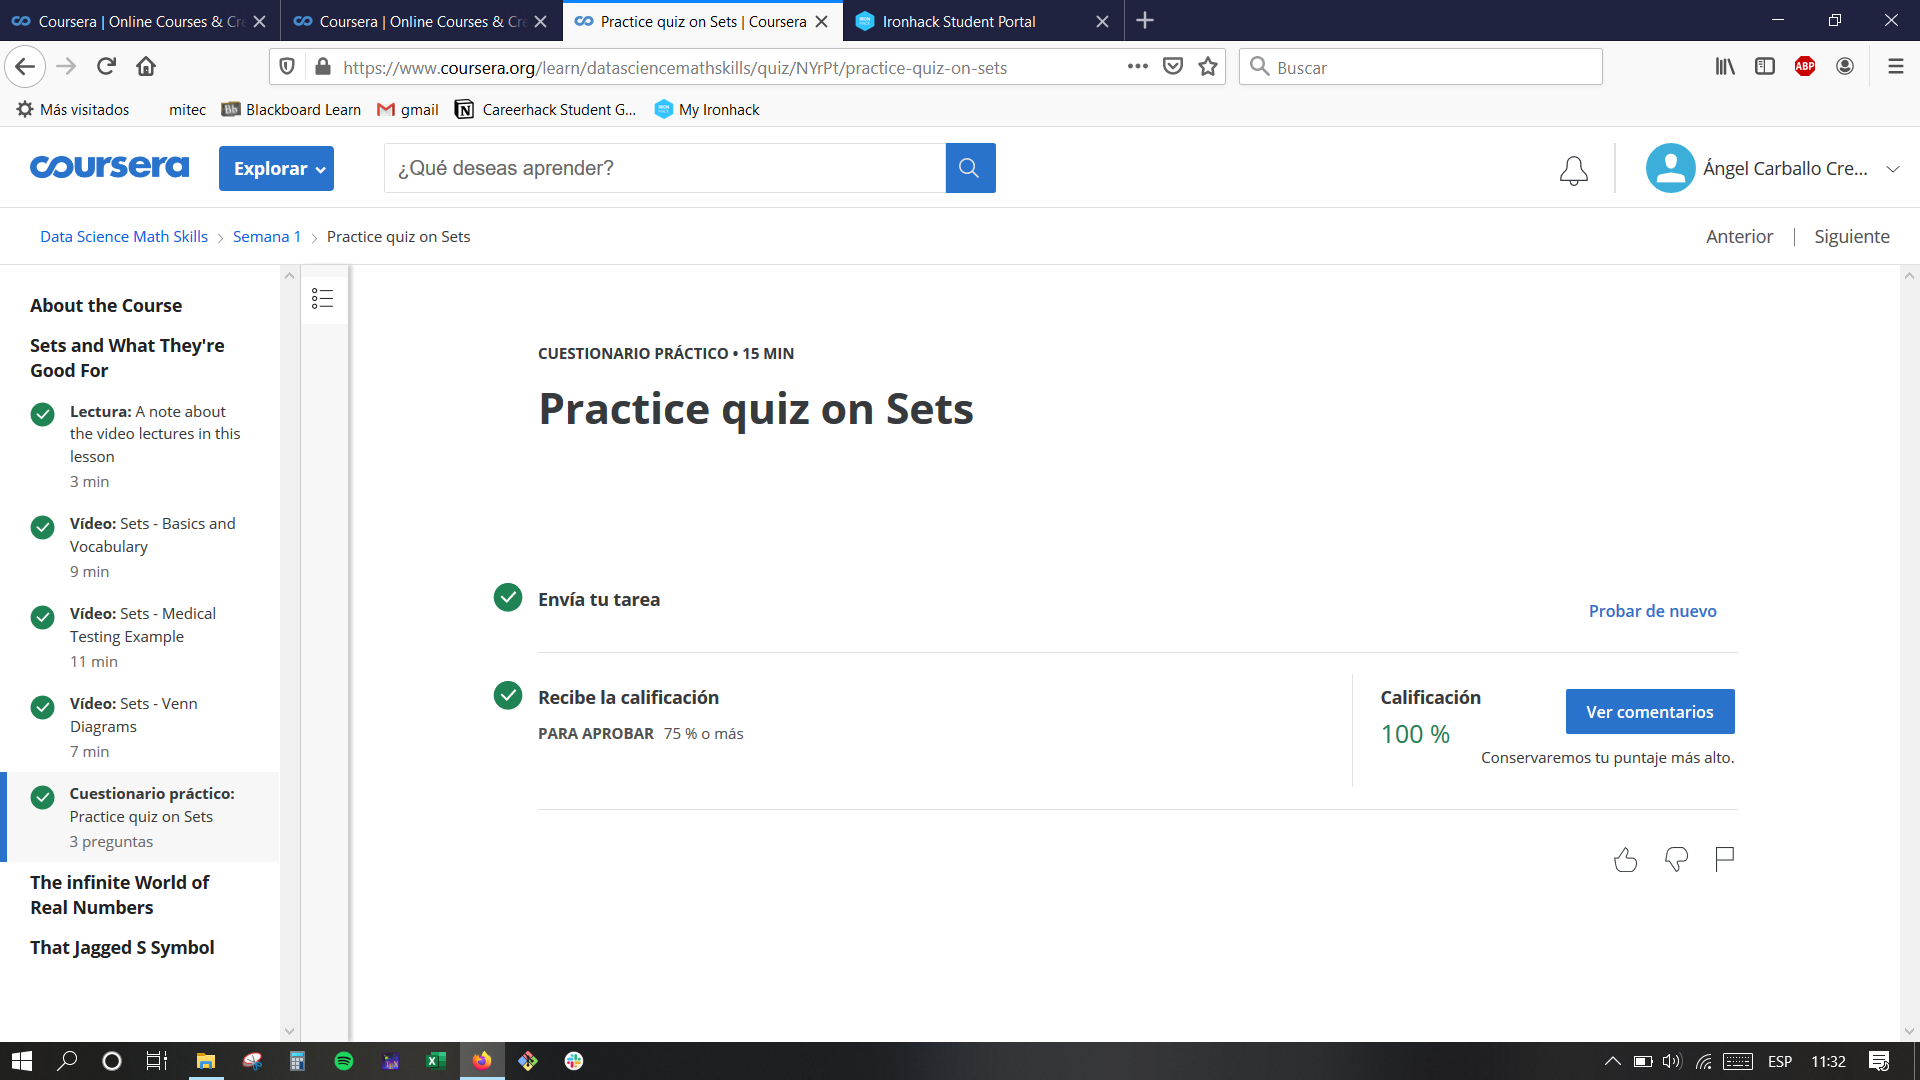 Coursera | Online Courses & Cre
Coursera | Online Courses & Cre
Practice quiz on Sets | Coursera
Ironhack Student Portal
https://www.coursera.org/learn/datasciencemathskills/quiz/NYrPt/practice-quiz-on-sets
Buscar
ABP
Más visitados
mitec
Bb
Blackboard Learn
gmail
Careerhack Student G...
My Ironhack
coursera
Explorar
¿Qué deseas aprender?
Ángel Carballo Cre...
Data Science Math Skills
Semana 1
Practice quiz on Sets
Anterior
Siguiente
About the Course
Sets and What They're
Good For
Lectura: A note about
the video lectures in this
lesson
3 min
Vídeo: Sets - Basics and
Vocabulary
9 min
Vídeo: Sets - Medical
Testing Example
11 min
Vídeo: Sets - Venn
Diagrams
7 min
Cuestionario práctico:
Practice quiz on Sets
3 preguntas
The infinite World of
Real Numbers
That Jagged S Symbol
CUESTIONARIO PRÁCTICO • 15 MIN
Practice quiz on Sets
Envía tu tarea
Probar de nuevo
Recibe la calificación
PARA APROBAR 75 % o más
Calificación
100 %
Ver comentarios
Conservaremos tu puntaje más alto.
ESP
11:32